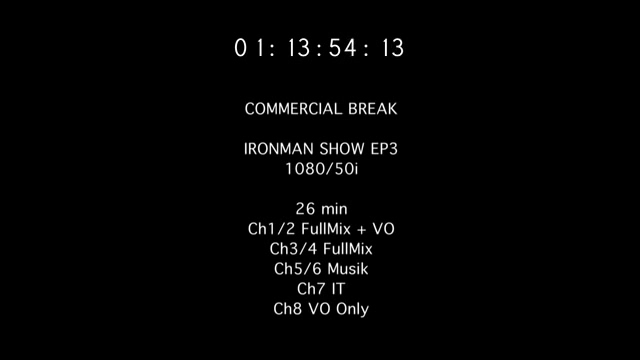 01:13:54:13
COMMERCIAL BREAK
IRONMAN SHOW EP3
1080/50i
26 min
Ch1/2 FullMix + VO
Ch3/4 FullMix
Ch5/6 Musik
Ch7 IT
Ch8 VO Only